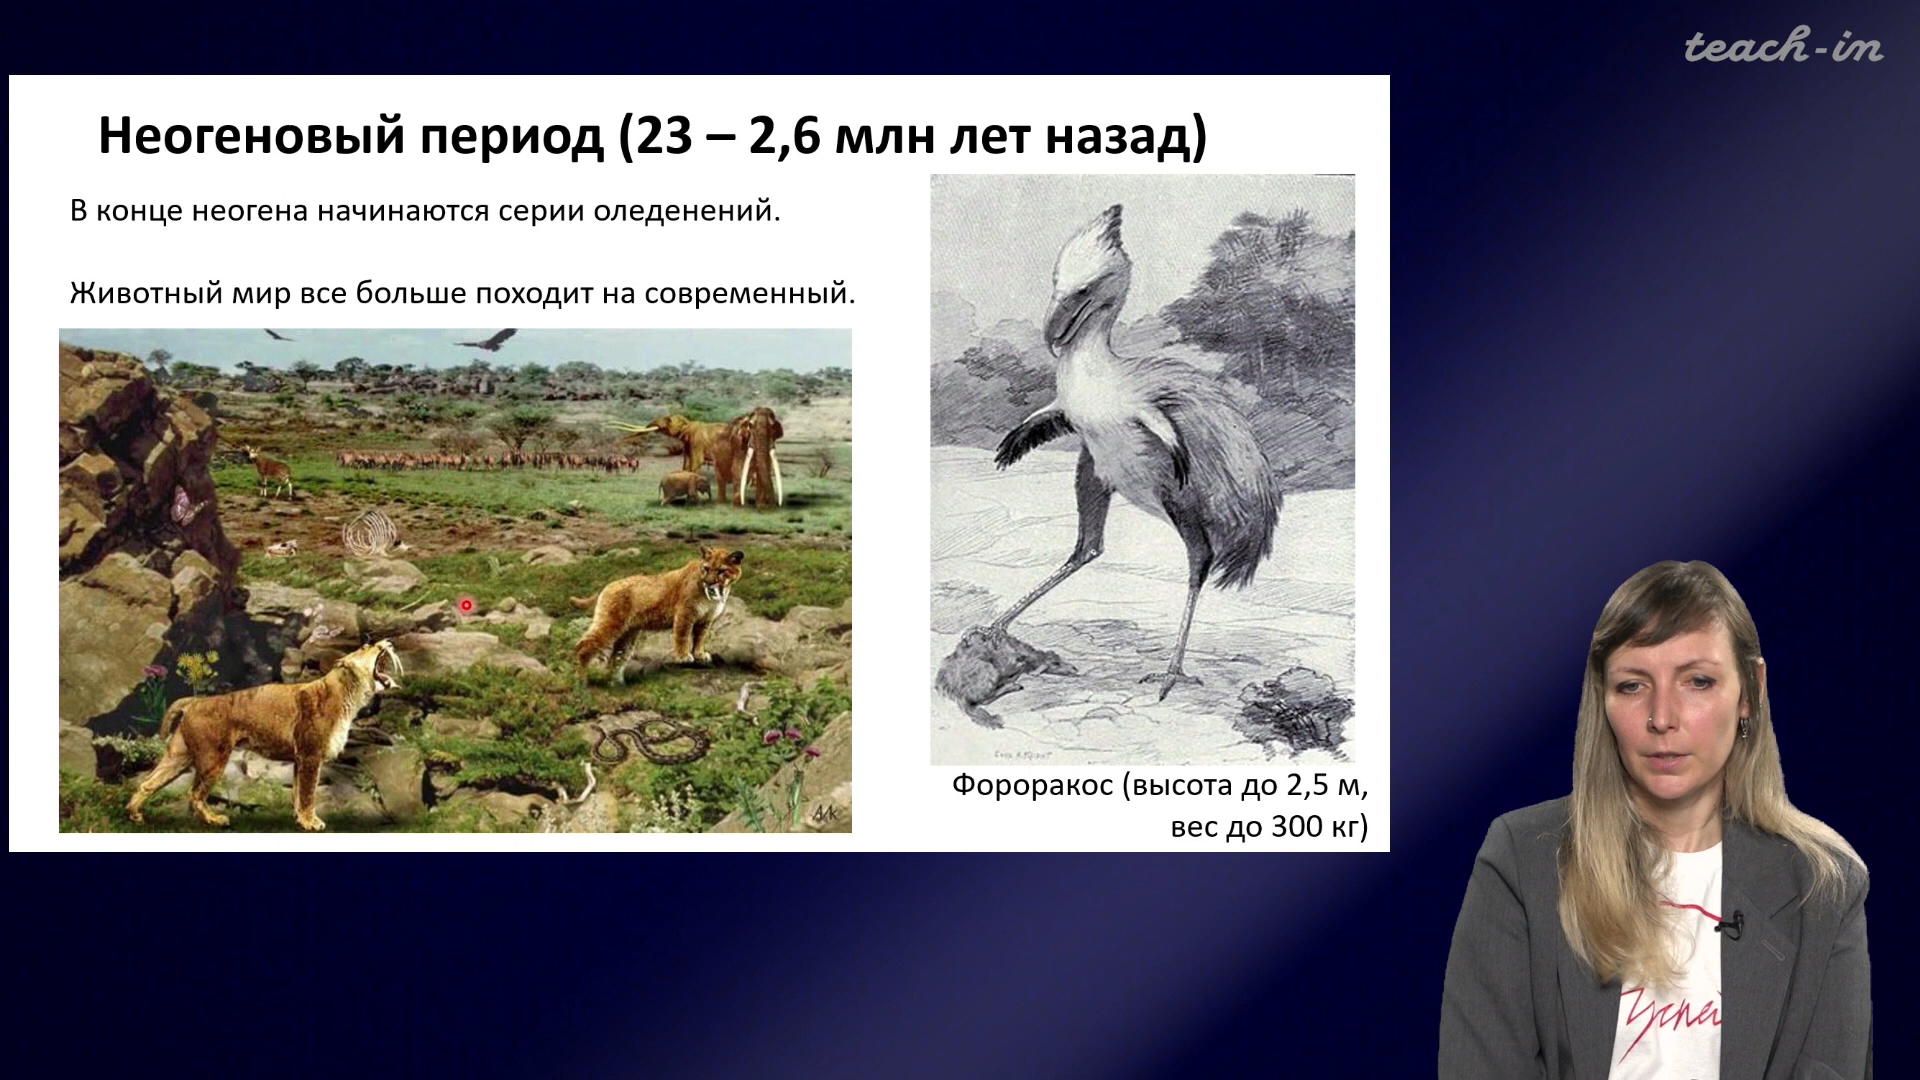 teach-in
Неогеновый период (23 – 2,6 млн лет назад)
В конце неогена начинаются серии оледенений.
Животный мир все больше походит на современный.
Фороракос (высота до 2,5 м,
вес до 300 кг)